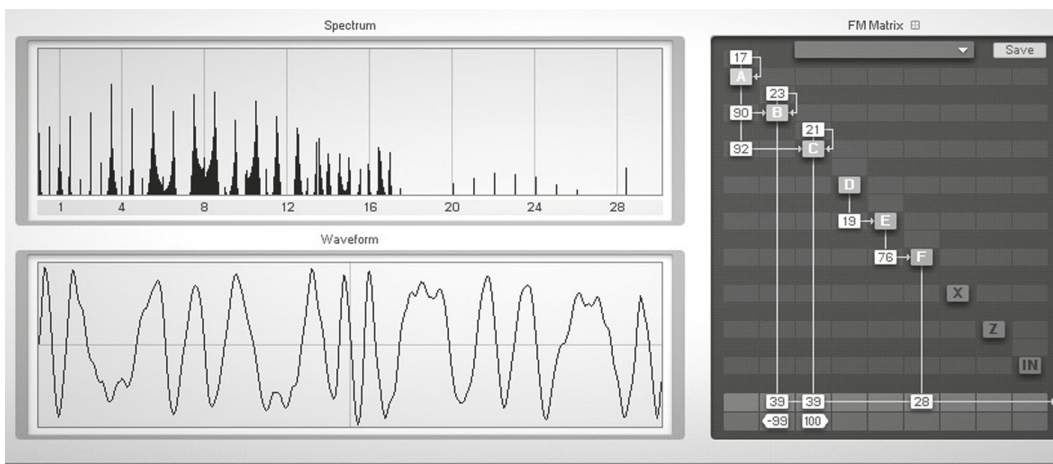 Spectrum
1 4 8 12 16 20 24 28
Waveform
FM Matrix
Save
17
A
23
90 B
21
92 C
D
19 E
76 F
X
Z
IN
39 39 28
-99 100